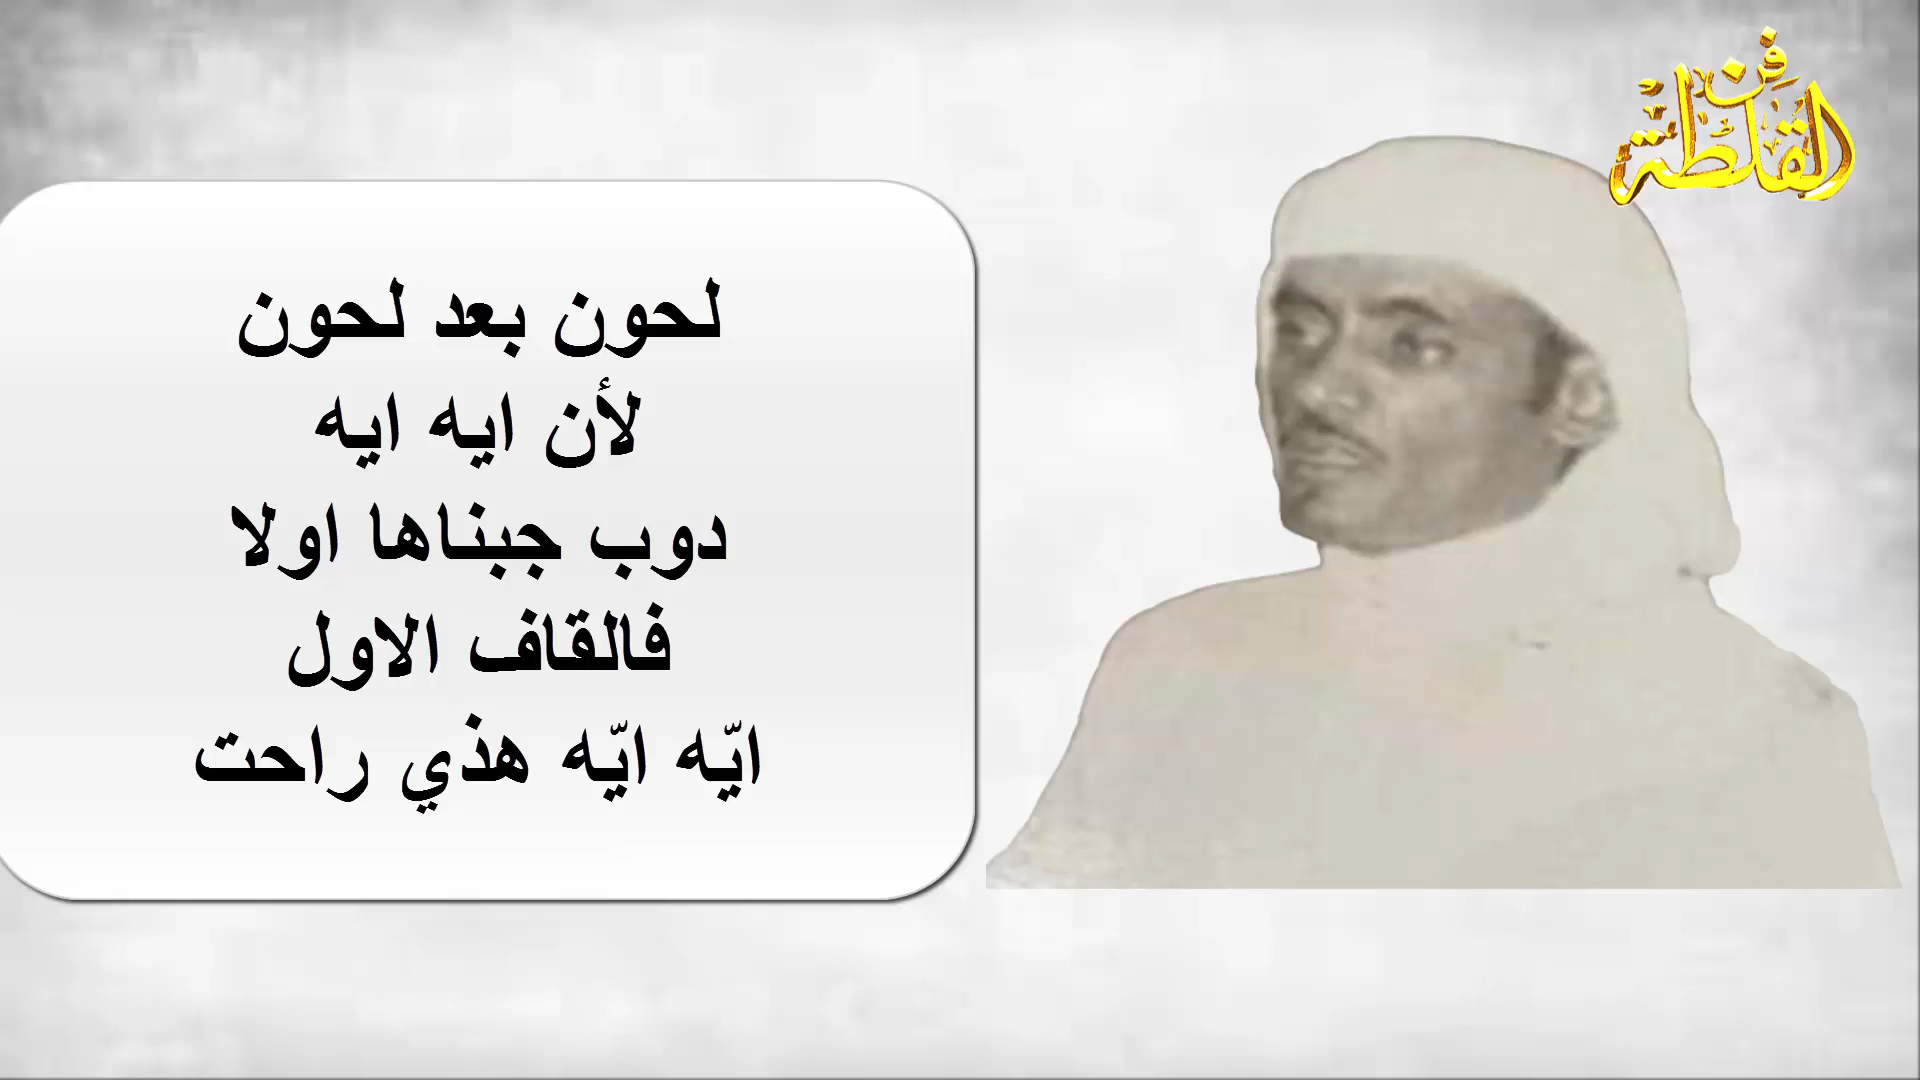 فن القلطة
لحون بعد لحون
لأن ايه ايه
دوب جبناها اولا
فالقاف الاول
ايّه ايّه هذي راحت